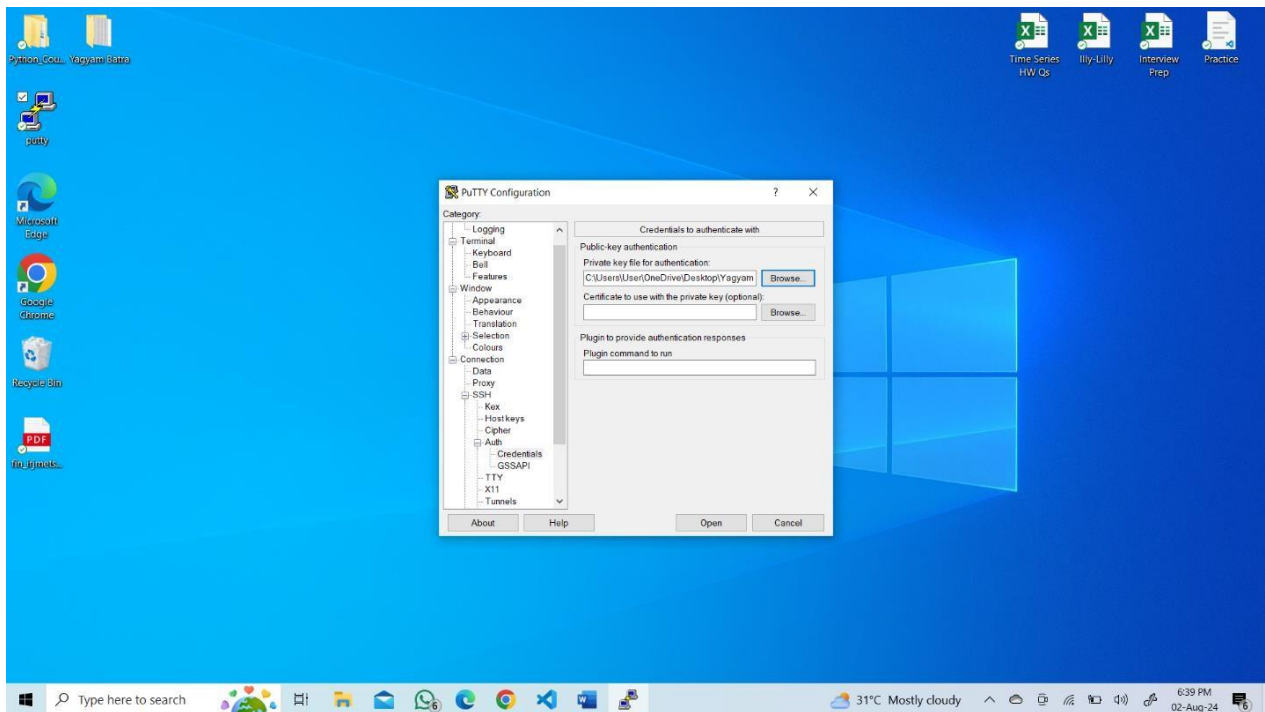 Python_Cou... Yagyam Batra
putty
Microsoft
Edge
Google
Chrome
Recycle Bin
PDF
Time Series
HW Qs
Illy-Lilly
Interview
Prep
Practice
PuTTY Configuration
? ×
Category:
Logging
Terminal
Keyboard
Bell
Features
Window
Appearance
Behaviour
Translation
Selection
Colours
Connection
Data
Proxy
SSH
Kex
Host keys
Cipher
Auth
Credentials
GSSAPI
TTY
X11
Tunnels
Credentials to authenticate with
Public-key authentication
Private key file for authentication:
C:\Users\User\OneDrive\Desktop\Yagyam
Browse...
Certificate to use with the private key (optional):
Browse...
Plugin to provide authentication responses
Plugin command to run
About Help Open Cancel
Type here to search
31°C Mostly cloudy
6:39 PM
02-Aug-24